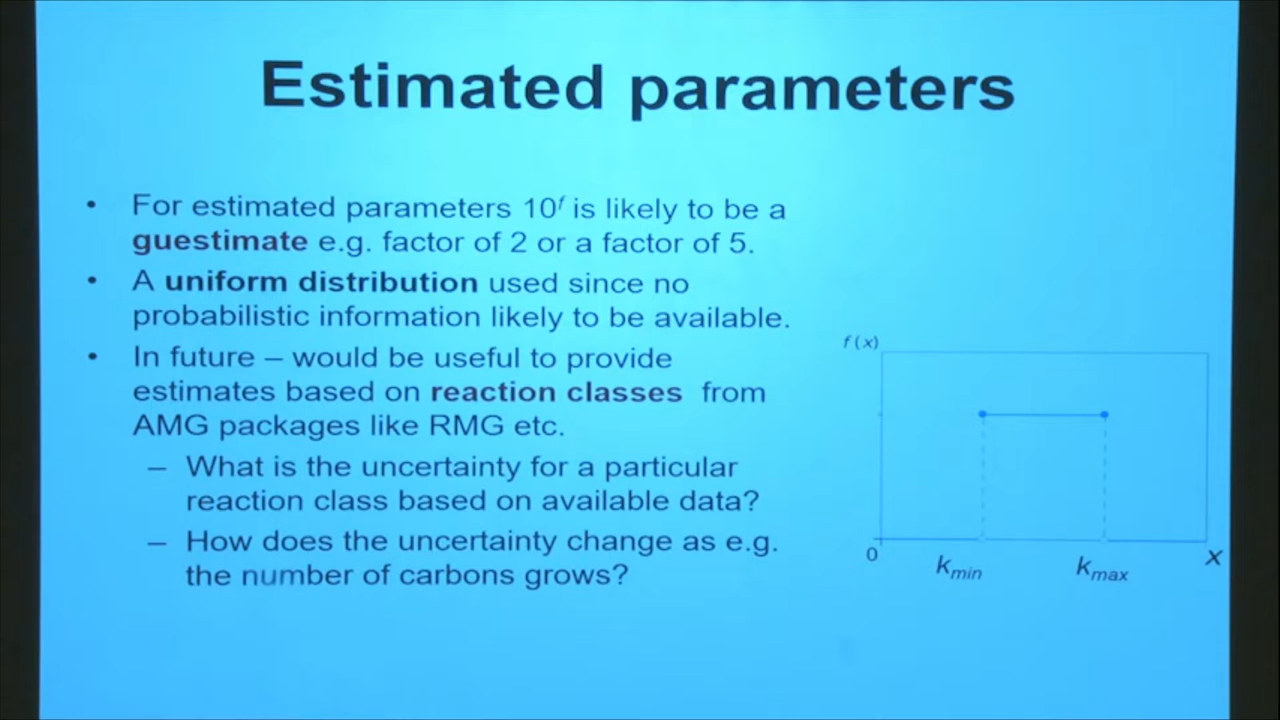 Estimated parameters
• For estimated parameters 10^f is likely to be a
guestimate e.g. factor of 2 or a factor of 5.
• A uniform distribution used since no
probabilistic information likely to be available.
• In future – would be useful to provide
estimates based on reaction classes from
AMG packages like RMG etc.
– What is the uncertainty for a particular
reaction class based on available data?
– How does the uncertainty change as e.g.
the number of carbons grows?
f (x)
0
k_min
k_max
x